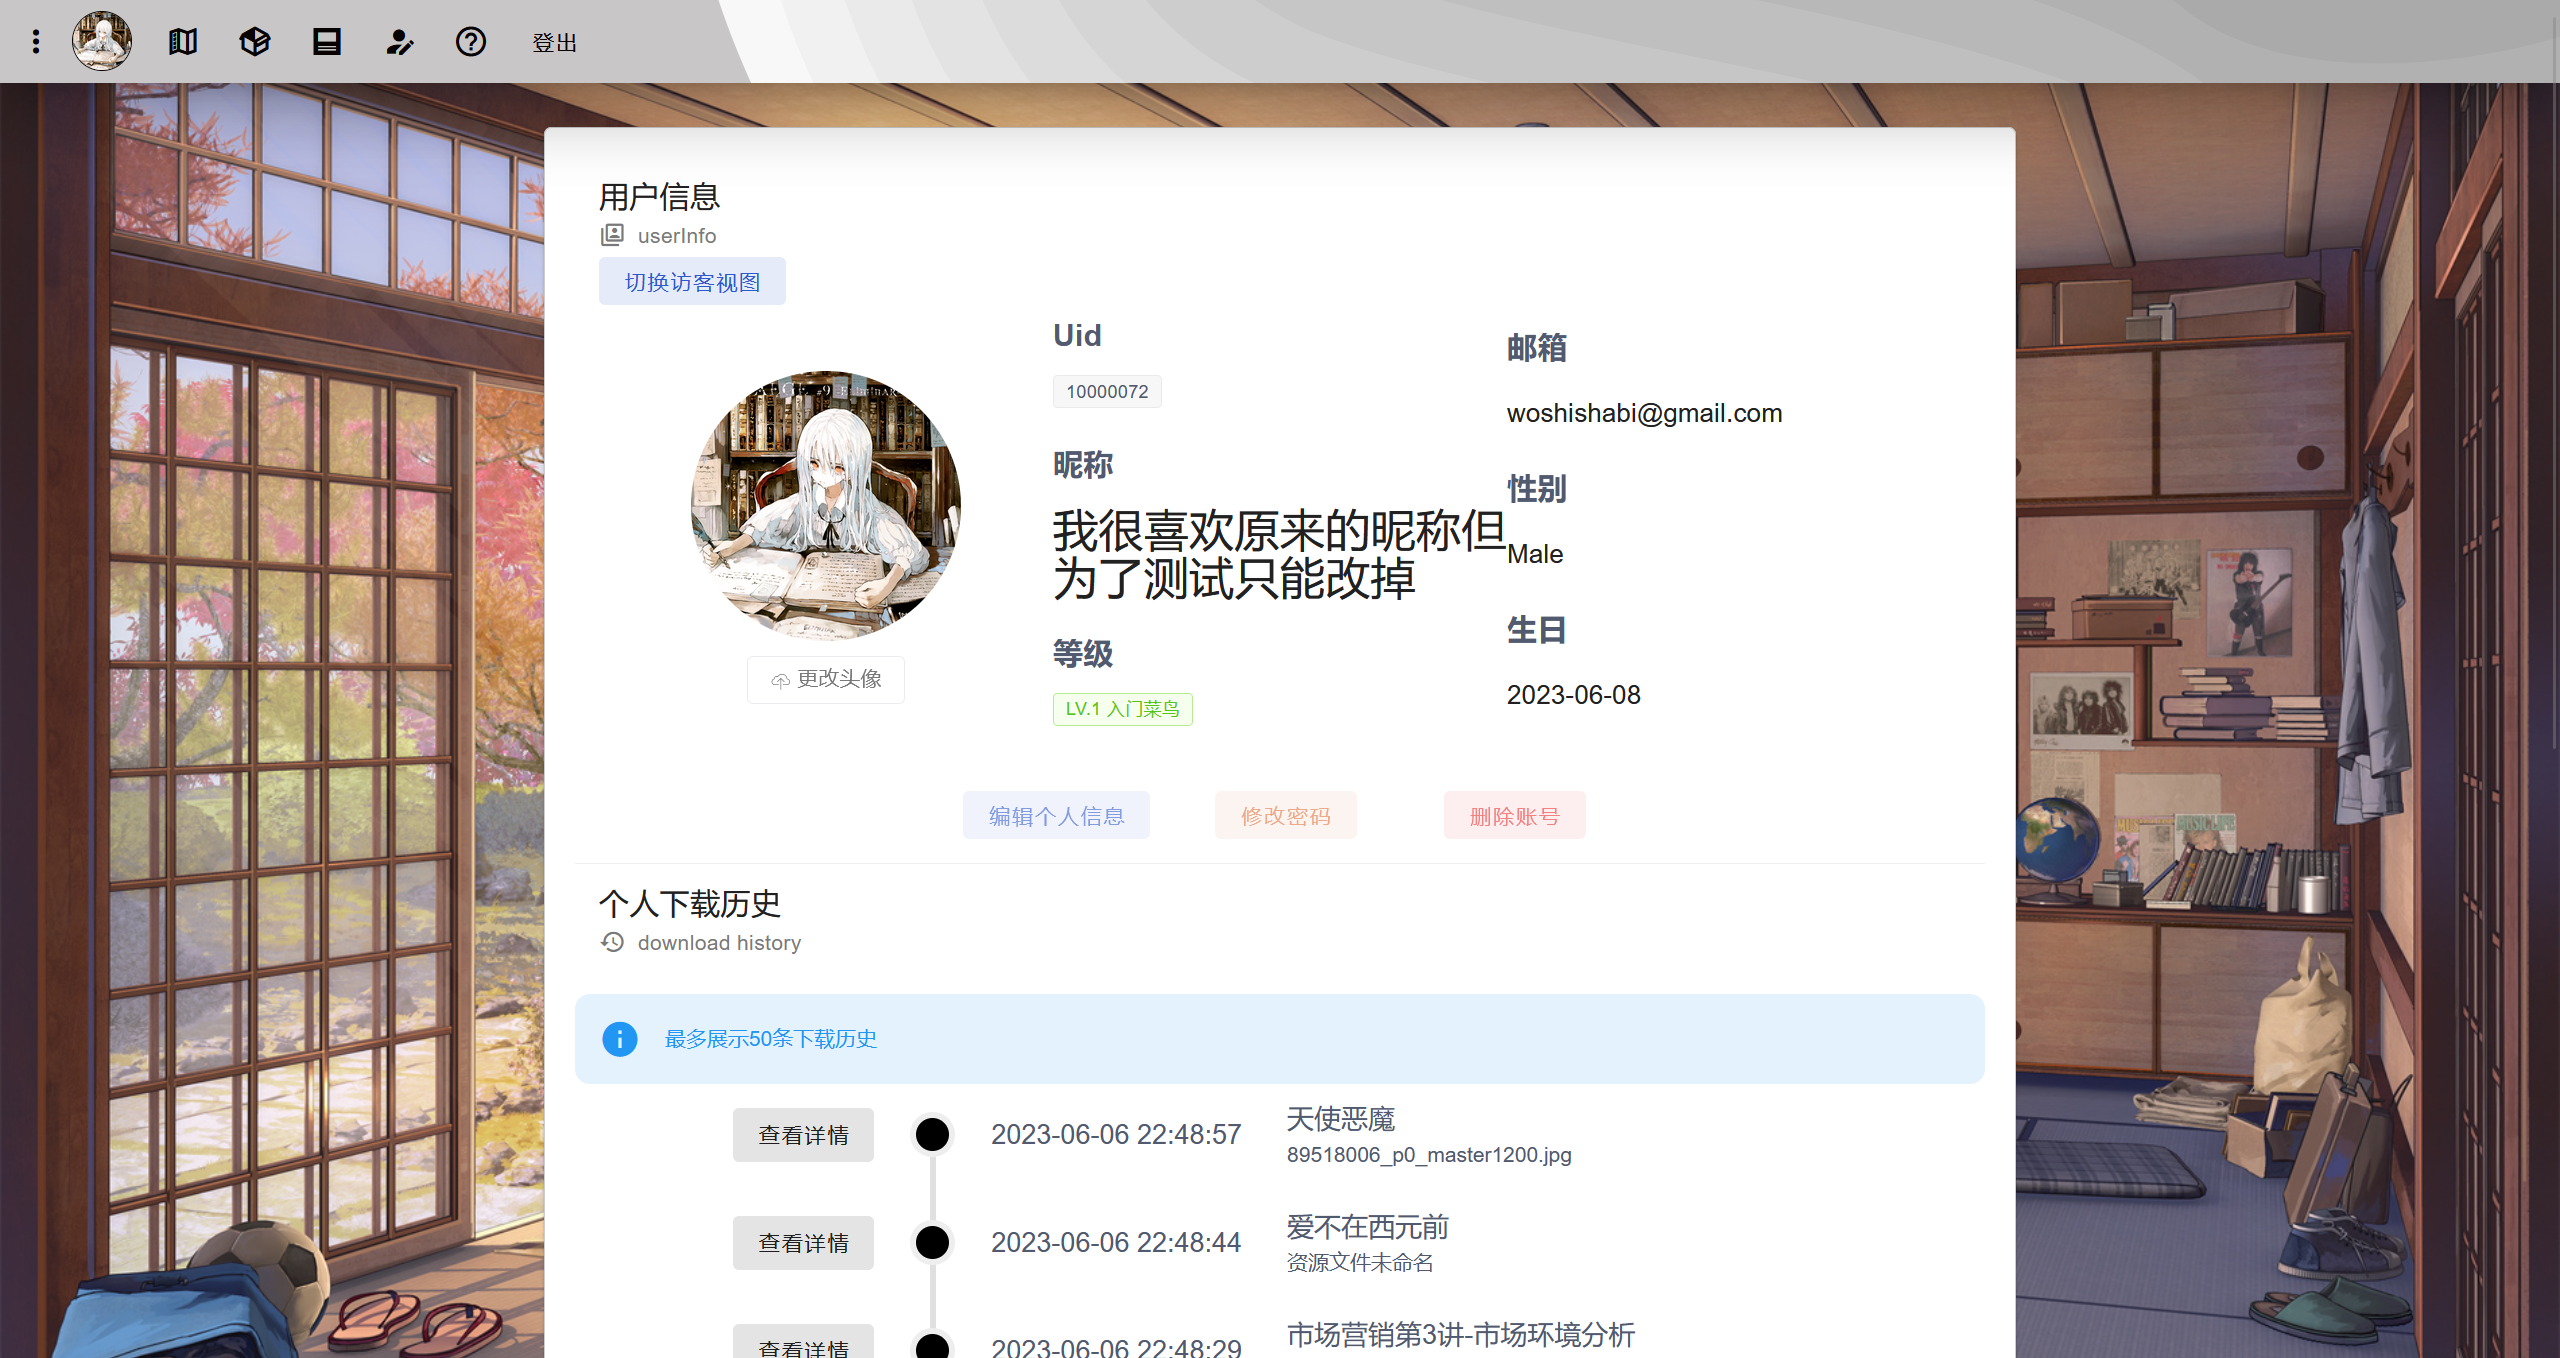 登出
用户信息
userInfo
切换访客视图
更改头像
Uid
10000072
昵称
我很喜欢原来的昵称但
为了测试只能改掉
等级
LV.1 入门菜鸟
邮箱
woshishabi@gmail.com
性别
Male
生日
2023-06-08
编辑个人信息
修改密码
删除账号
个人下载历史
download history
最多展示50条下载历史
查看详情
2023-06-06 22:48:57
天使恶魔
89518006_p0_master1200.jpg
查看详情
2023-06-06 22:48:44
爱不在西元前
资源文件未命名
查看详情
2023-06-06 22:48:29
市场营销第3讲-市场环境分析